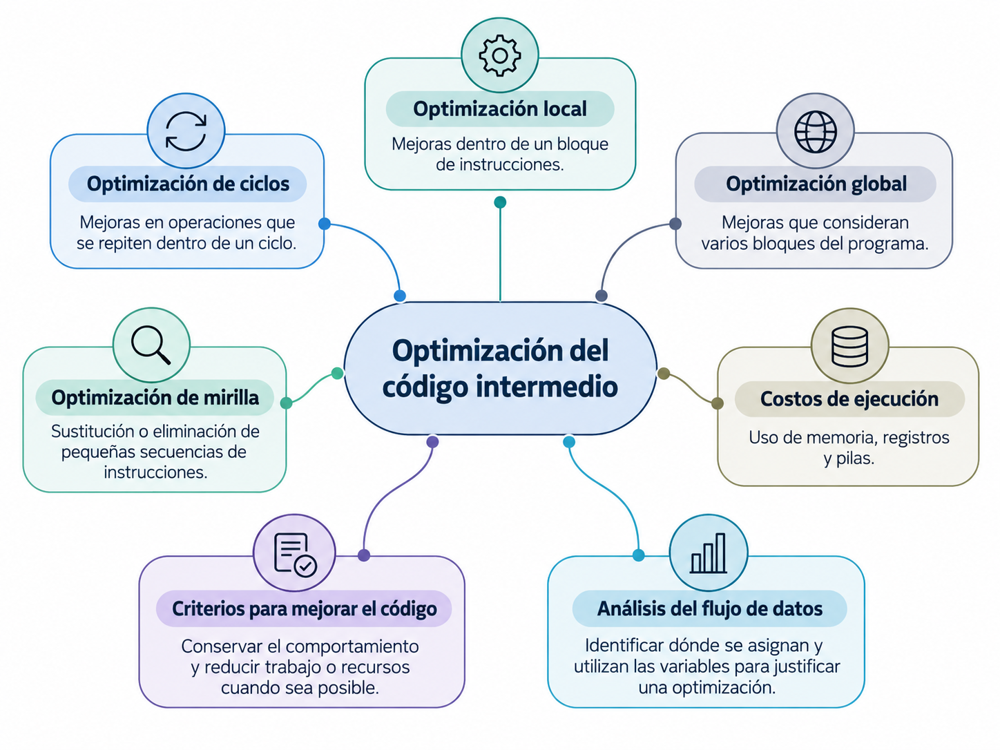 Optimización local
Mejoras dentro de un bloque
de instrucciones.
Optimización de ciclos
Mejoras en operaciones que
se repiten dentro de un ciclo.
Optimización global
Mejoras que consideran
varios bloques del programa.
Optimización del
código intermedio
Optimización de mirilla
Sustitución o eliminación de
pequeñas secuencias de
instrucciones.
Costos de ejecución
Uso de memoria, registros
y pilas.
Criterios para mejorar el código
Conservar el comportamiento
y reducir trabajo o recursos
cuando sea posible.
Análisis del flujo de datos
Identificar dónde se asignan y
utilizan las variables para justificar
una optimización.